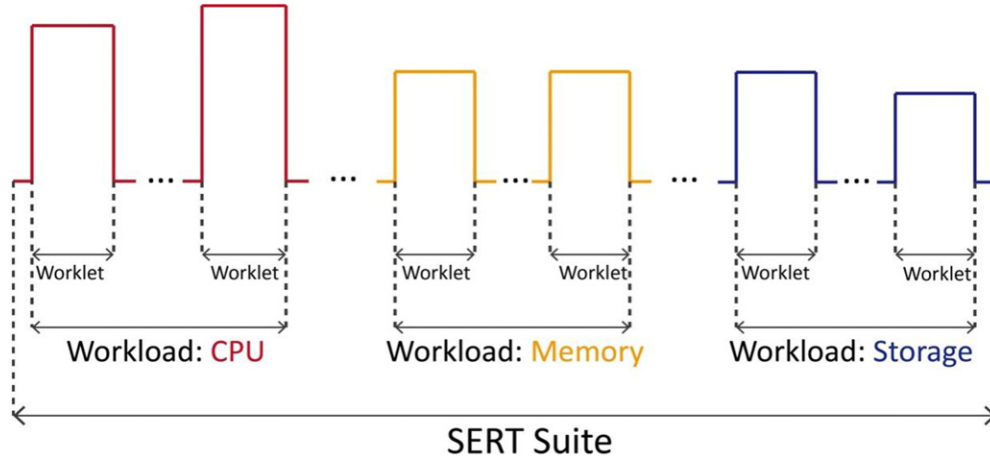 ... ... ... ... ...
Worklet Worklet Worklet Worklet Worklet Worklet
Workload: CPU Workload: Memory Workload: Storage
SERT Suite